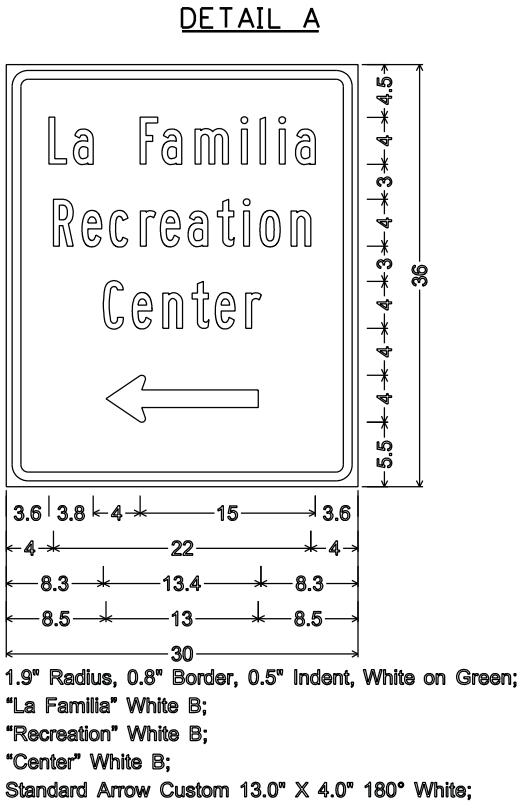 DETAIL A
La Familia
Recreation
Center
4.5
4
3
4
3
4
4
4
5.5
36
3.6 3.8 4 15 3.6
4 22 4
8.3 13.4 8.3
8.5 13 8.5
30
1.9" Radius, 0.8" Border, 0.5" Indent, White on Green;
“La Familia” White B;
“Recreation” White B;
“Center” White B;
Standard Arrow Custom 13.0" X 4.0" 180° White;